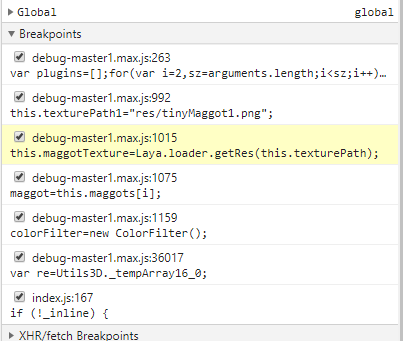 Global global
Breakpoints
debug-master1.max.js:263
var plugins=[];for(var i=2,sz=arguments.length;i<sz;i++)…
debug-master1.max.js:992
this.texturePath1="res/tinyMaggot1.png";
debug-master1.max.js:1015
this.maggotTexture=Laya.loader.getRes(this.texturePath);
debug-master1.max.js:1075
maggot=this.maggots[i];
debug-master1.max.js:1159
colorFilter=new ColorFilter();
debug-master1.max.js:36017
var re=Utils3D._tempArray16_0;
index.js:167
if (!_inline) {
XHR/fetch Breakpoints